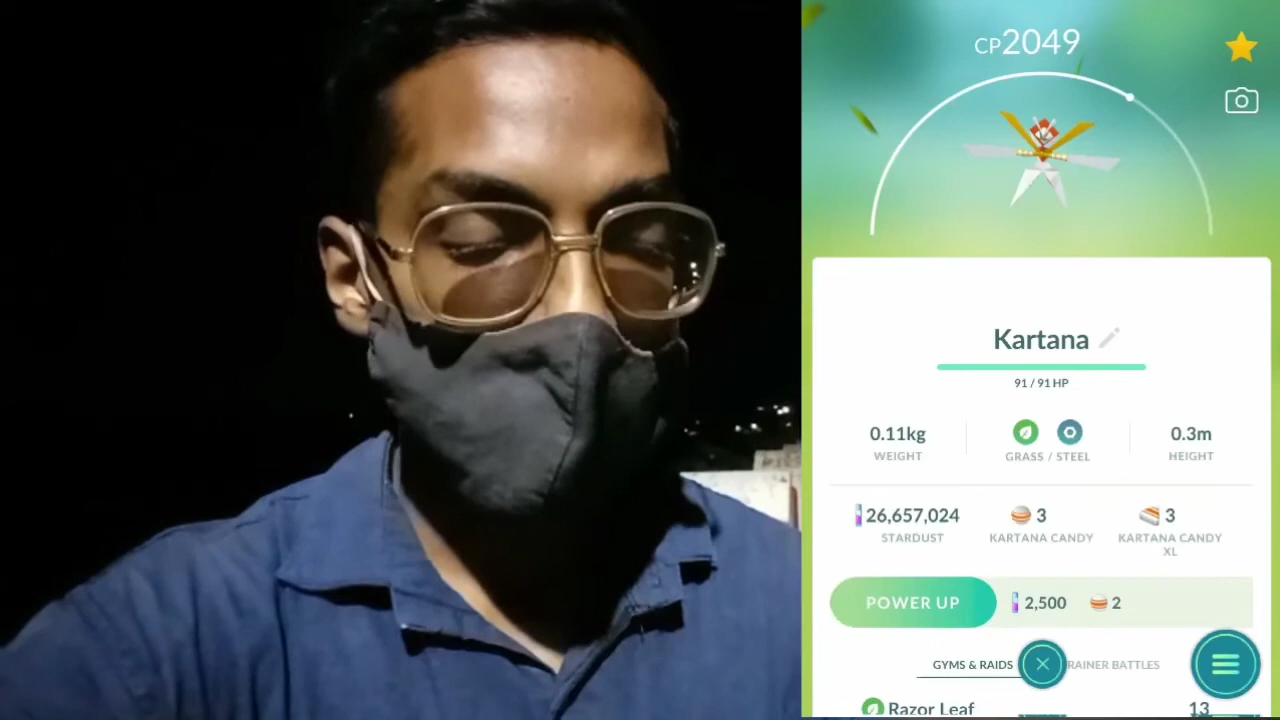 CP2049
Kartana
91 / 91 HP
0.11kg
WEIGHT
GRASS / STEEL
0.3m
HEIGHT
26,657,024
STARDUST
3
KARTANA CANDY
3
KARTANA CANDY
XL
POWER UP
2,500
2
GYMS & RAIDS
RAINER BATTLES
Razor Leaf
13